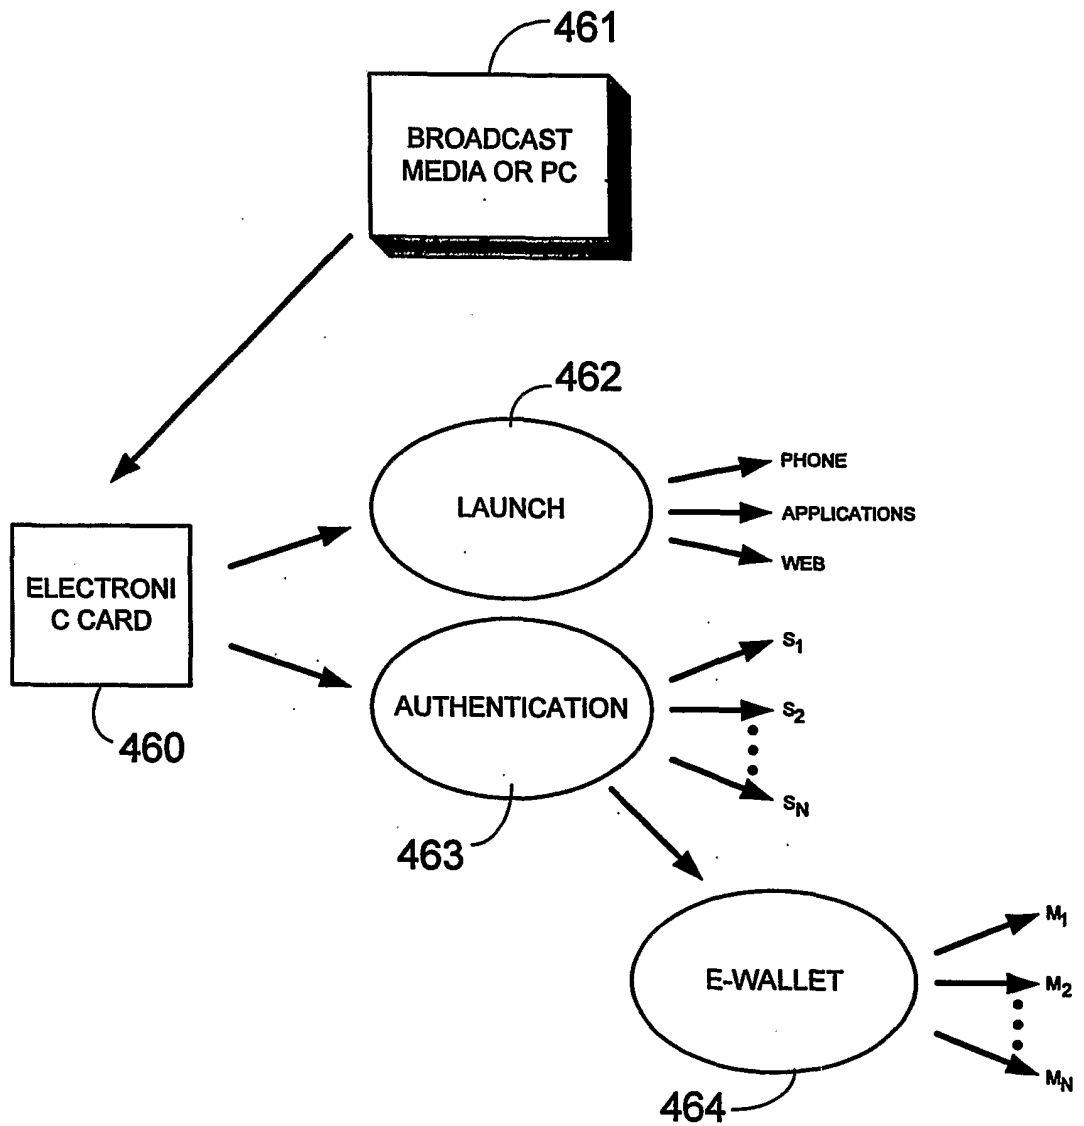 461
BROADCAST
MEDIA OR PC
462
LAUNCH
PHONE
APPLICATIONS
WEB
ELECTRONI
C CARD
460
AUTHENTICATION
S1
S2
SN
463
E-WALLET
M1
M2
MN
464